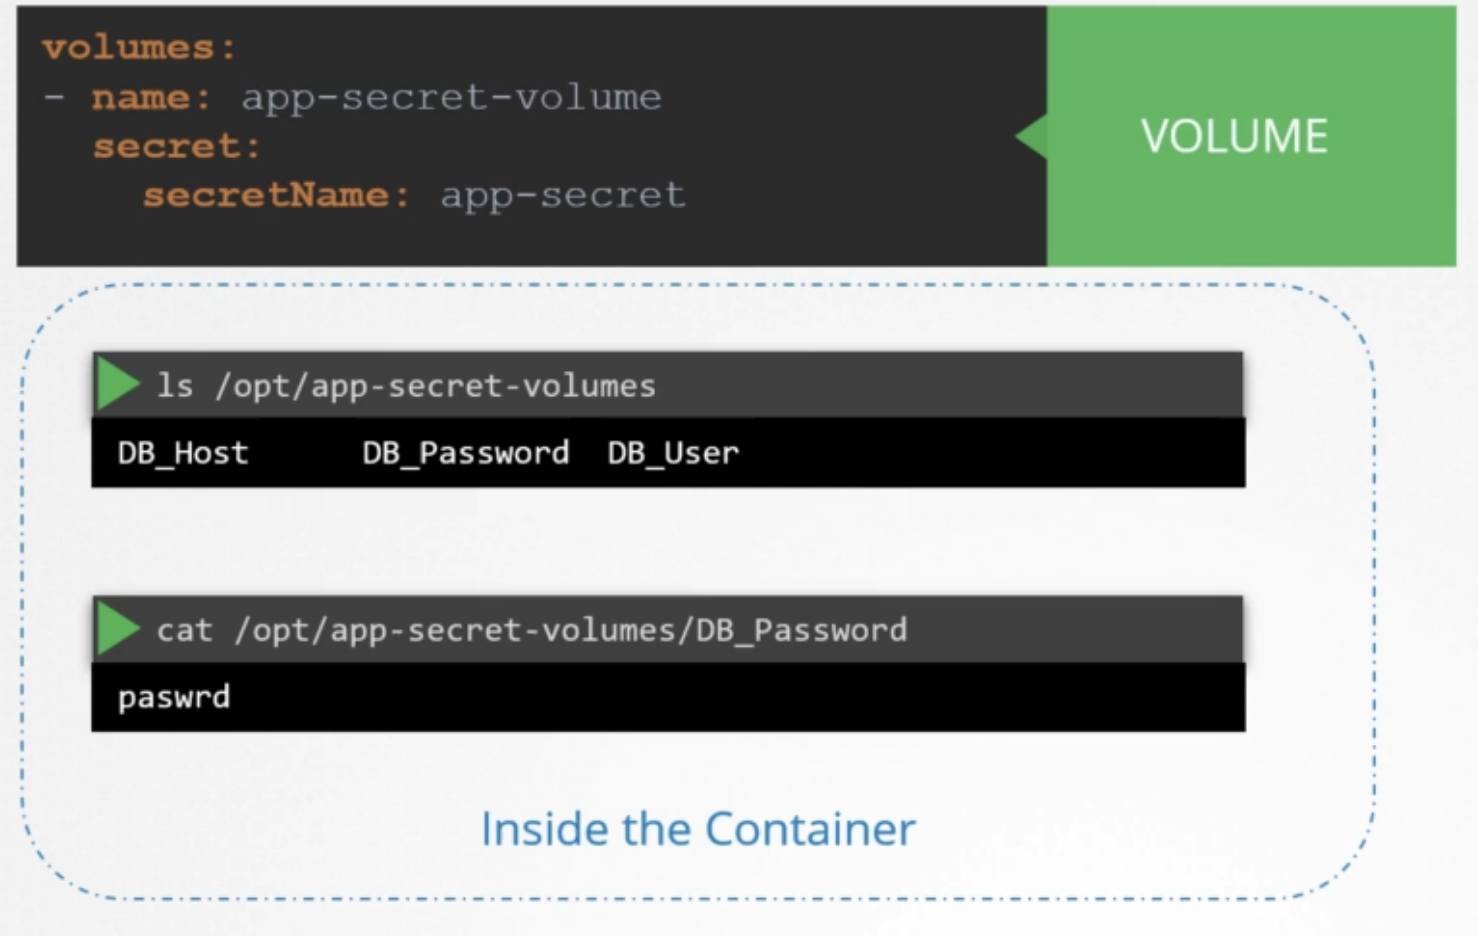 volumes:
- name: app-secret-volume
secret:
secretName: app-secret
VOLUME
ls /opt/app-secret-volumes
DB_Host DB_Password DB_User
cat /opt/app-secret-volumes/DB_Password
paswrd
Inside the Container